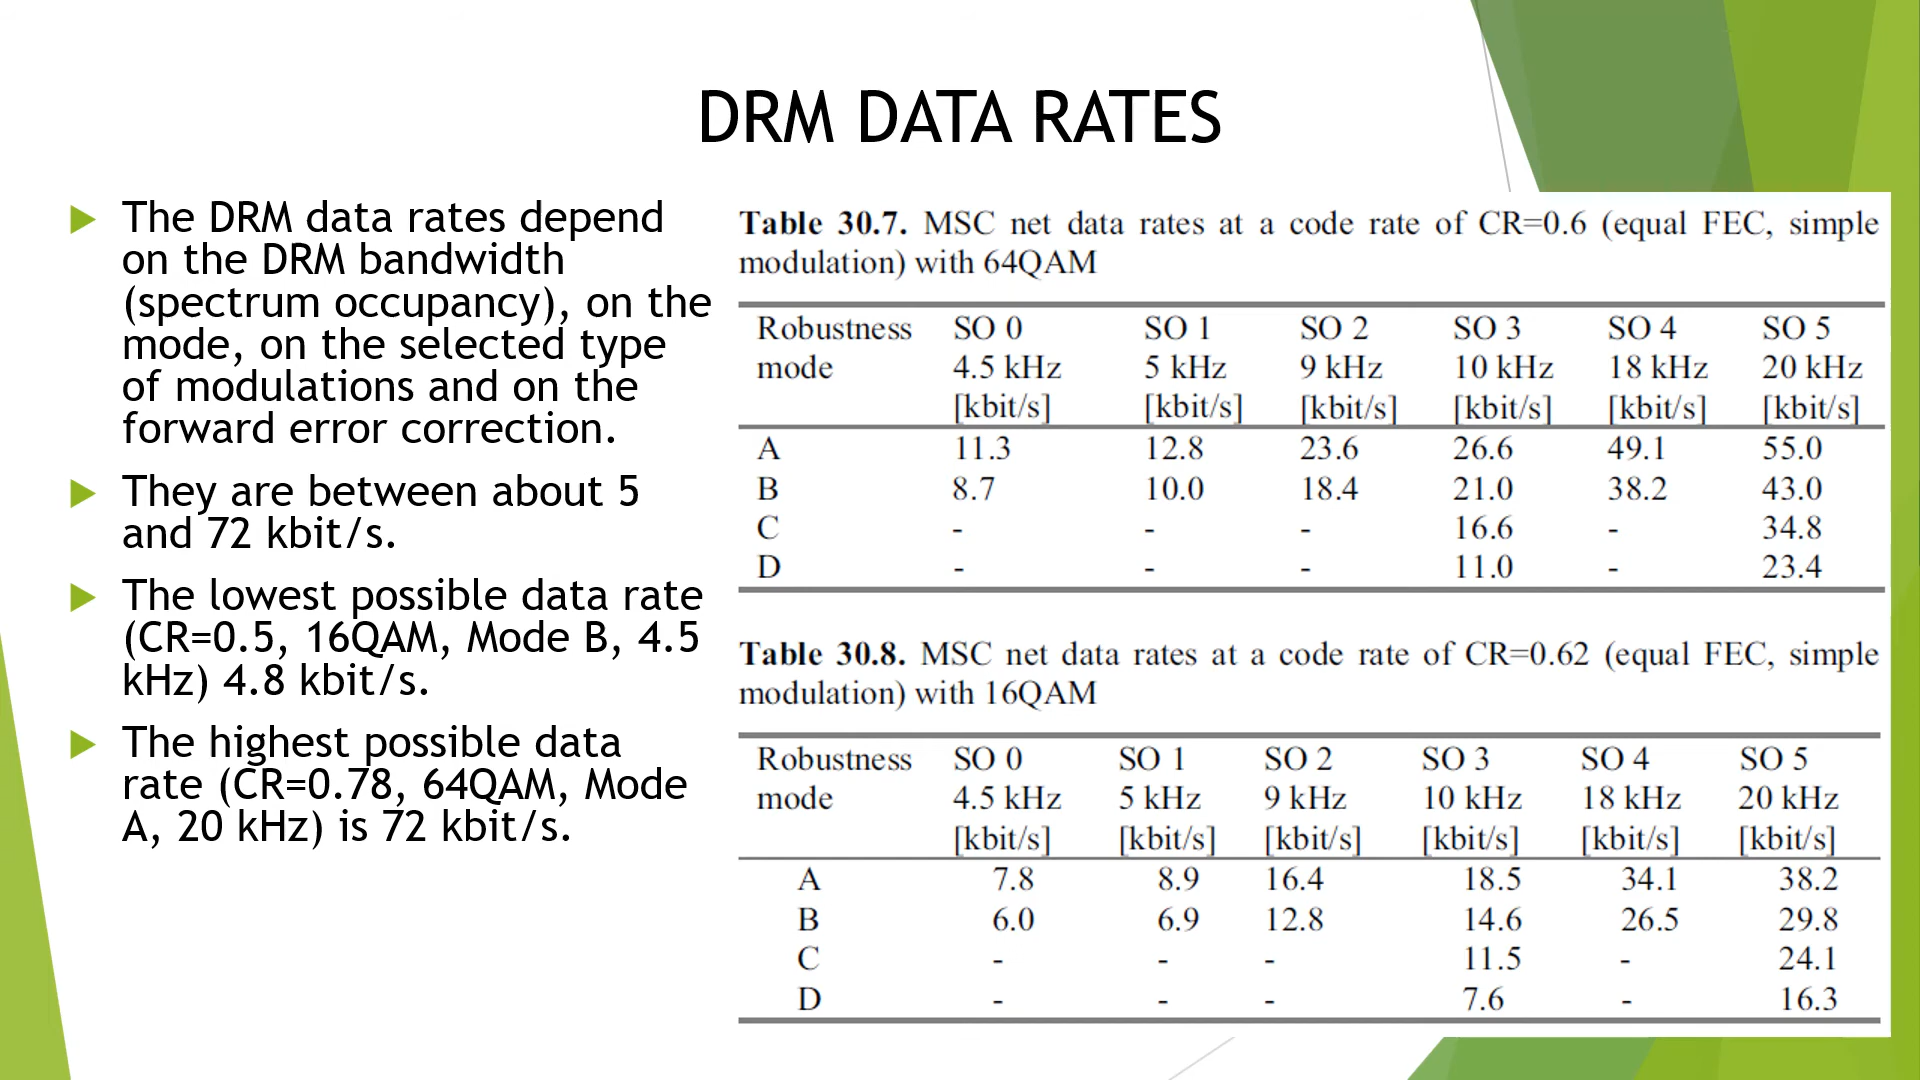 DRM DATA RATES
The DRM data rates depend
on the DRM bandwidth
(spectrum occupancy), on the
mode, on the selected type
of modulations and on the
forward error correction.
They are between about 5
and 72 kbit/s.
The lowest possible data rate
(CR=0.5, 16QAM, Mode B, 4.5
kHz) 4.8 kbit/s.
The highest possible data
rate (CR=0.78, 64QAM, Mode
A, 20 kHz) is 72 kbit/s.
Table 30.7. MSC net data rates at a code rate of CR=0.6 (equal FEC, simple
modulation) with 64QAM
Robustness SO 0 SO 1 SO 2 SO 3 SO 4 SO 5
mode 4.5 kHz 5 kHz 9 kHz 10 kHz 18 kHz 20 kHz
[kbit/s] [kbit/s] [kbit/s] [kbit/s] [kbit/s] [kbit/s]
A 11.3 12.8 23.6 26.6 49.1 55.0
B 8.7 10.0 18.4 21.0 38.2 43.0
C - - - 16.6 - 34.8
D - - - 11.0 - 23.4
Table 30.8. MSC net data rates at a code rate of CR=0.62 (equal FEC, simple
modulation) with 16QAM
Robustness SO 0 SO 1 SO 2 SO 3 SO 4 SO 5
mode 4.5 kHz 5 kHz 9 kHz 10 kHz 18 kHz 20 kHz
[kbit/s] [kbit/s] [kbit/s] [kbit/s] [kbit/s] [kbit/s]
A 7.8 8.9 16.4 18.5 34.1 38.2
B 6.0 6.9 12.8 14.6 26.5 29.8
C - - - 11.5 - 24.1
D - - - 7.6 - 16.3